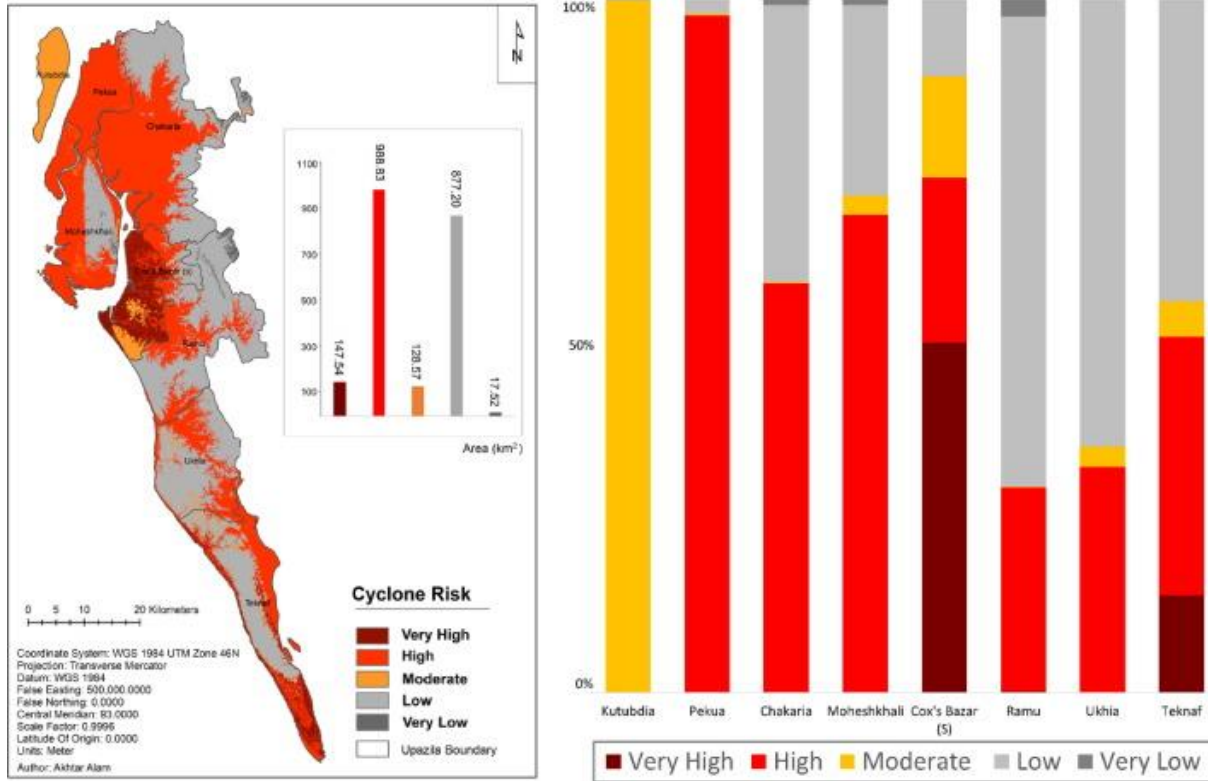 N
Kutubdia
Pekua
Chakaria
Moheshkhali
Cox's Bazar (S)
Ramu
Ukhia
Teknaf
1100
900
700
500
300
100
147.54
988.83
128.57
877.20
17.52
Area (km²)
Cyclone Risk
Very High
High
Moderate
Low
Very Low
Upazila Boundary
0 5 10 20 Kilometers
Coordinate System: WGS 1984 UTM Zone 46N
Projection: Transverse Mercator
Datum: WGS 1984
False Easting: 500,000.0000
False Northing: 0.0000
Central Meridian: 93.0000
Scale Factor: 0.9996
Latitude Of Origin: 0.0000
Units: Meter
Author: Akhtar Alam
100%
50%
0%
Kutubdia Pekua Chakaria Moheshkhali Cox's Bazar Ramu Ukhia Teknaf
(S)
Very High High Moderate Low Very Low